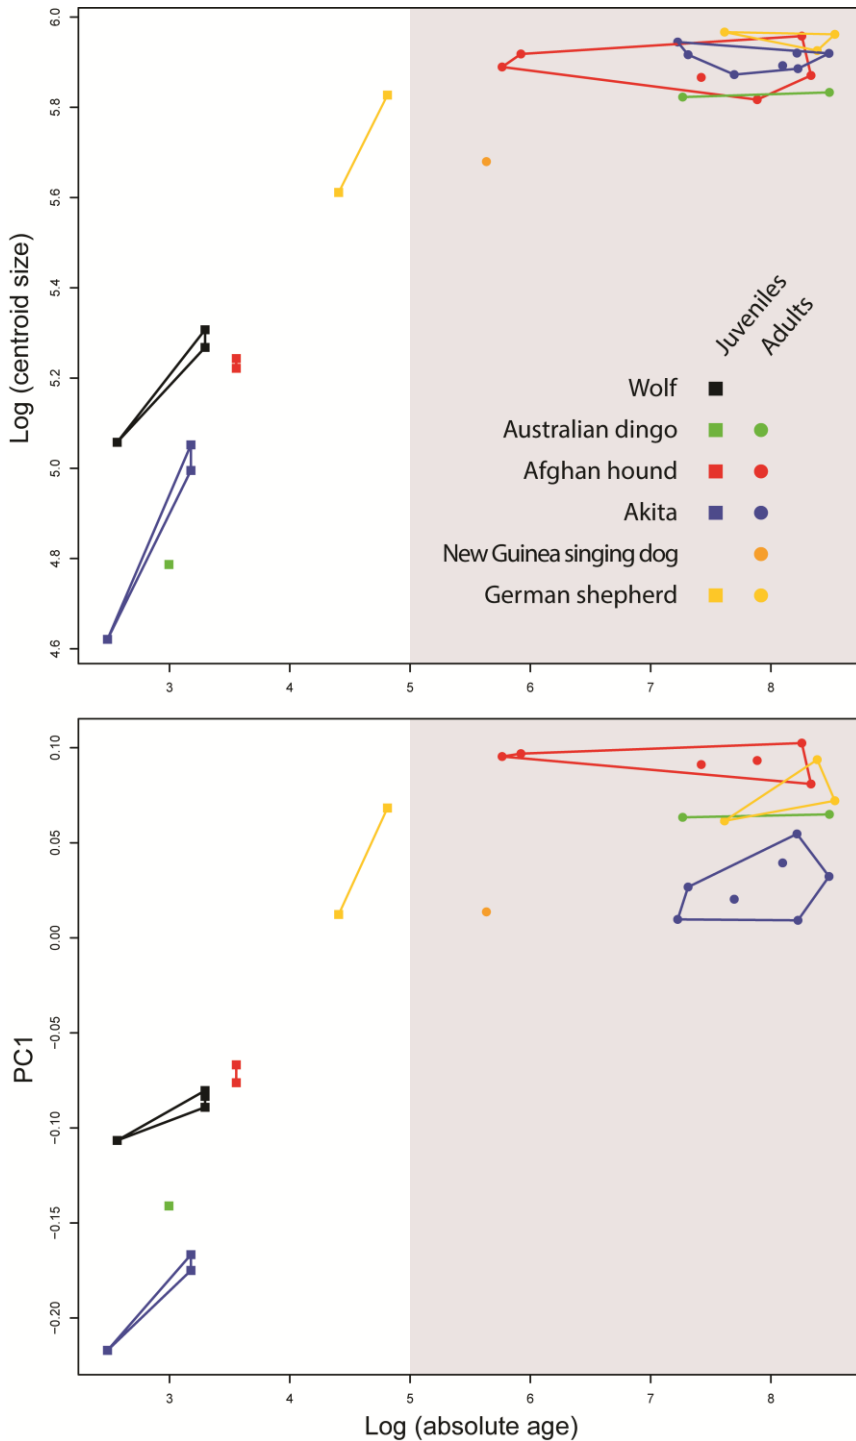 6.0
5.8
5.6
5.4
5.2
5.0
4.8
4.6
Log (centroid size)
Juveniles
Adults
Wolf
Australian dingo
Afghan hound
Akita
New Guinea singing dog
German shepherd
3 4 5 6 7 8
0.10
0.05
0.00
−0.05
−0.10
−0.15
−0.20
PC1
3 4 5 6 7 8
Log (absolute age)